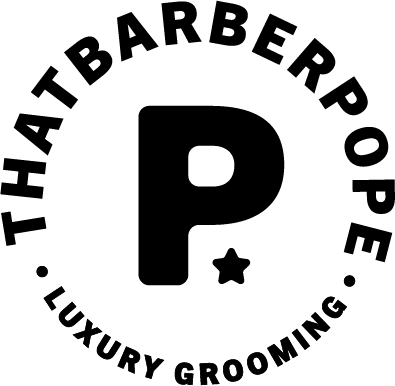 THATBARBERPOPE
P
• LUXURY GROOMING •